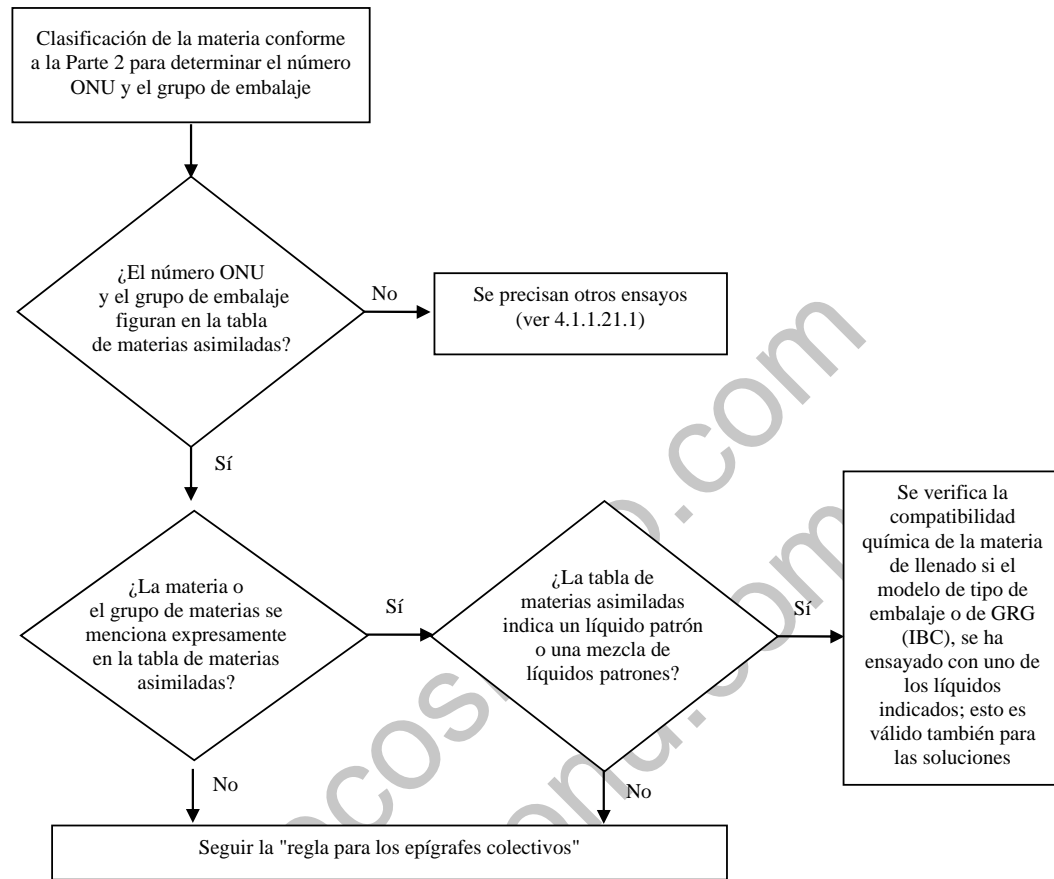 Clasificación de la materia conforme
a la Parte 2 para determinar el número
ONU y el grupo de embalaje
¿El número ONU
y el grupo de embalaje
figuran en la tabla
de materias asimiladas?
No
Se precisan otros ensayos
(ver 4.1.1.21.1)
Sí
¿La materia o
el grupo de materias se
menciona expresamente
en la tabla de materias
asimiladas?
Sí
¿La tabla de
materias asimiladas
indica un líquido patrón
o una mezcla de
líquidos patrones?
Sí
Se verifica la
compatibilidad
química de la materia
de llenado si el
modelo de tipo de
embalaje o de GRG
(IBC), se ha
ensayado con uno de
los líquidos
indicados; esto es
válido también para
las soluciones
No
No
Seguir la "regla para los epígrafes colectivos"